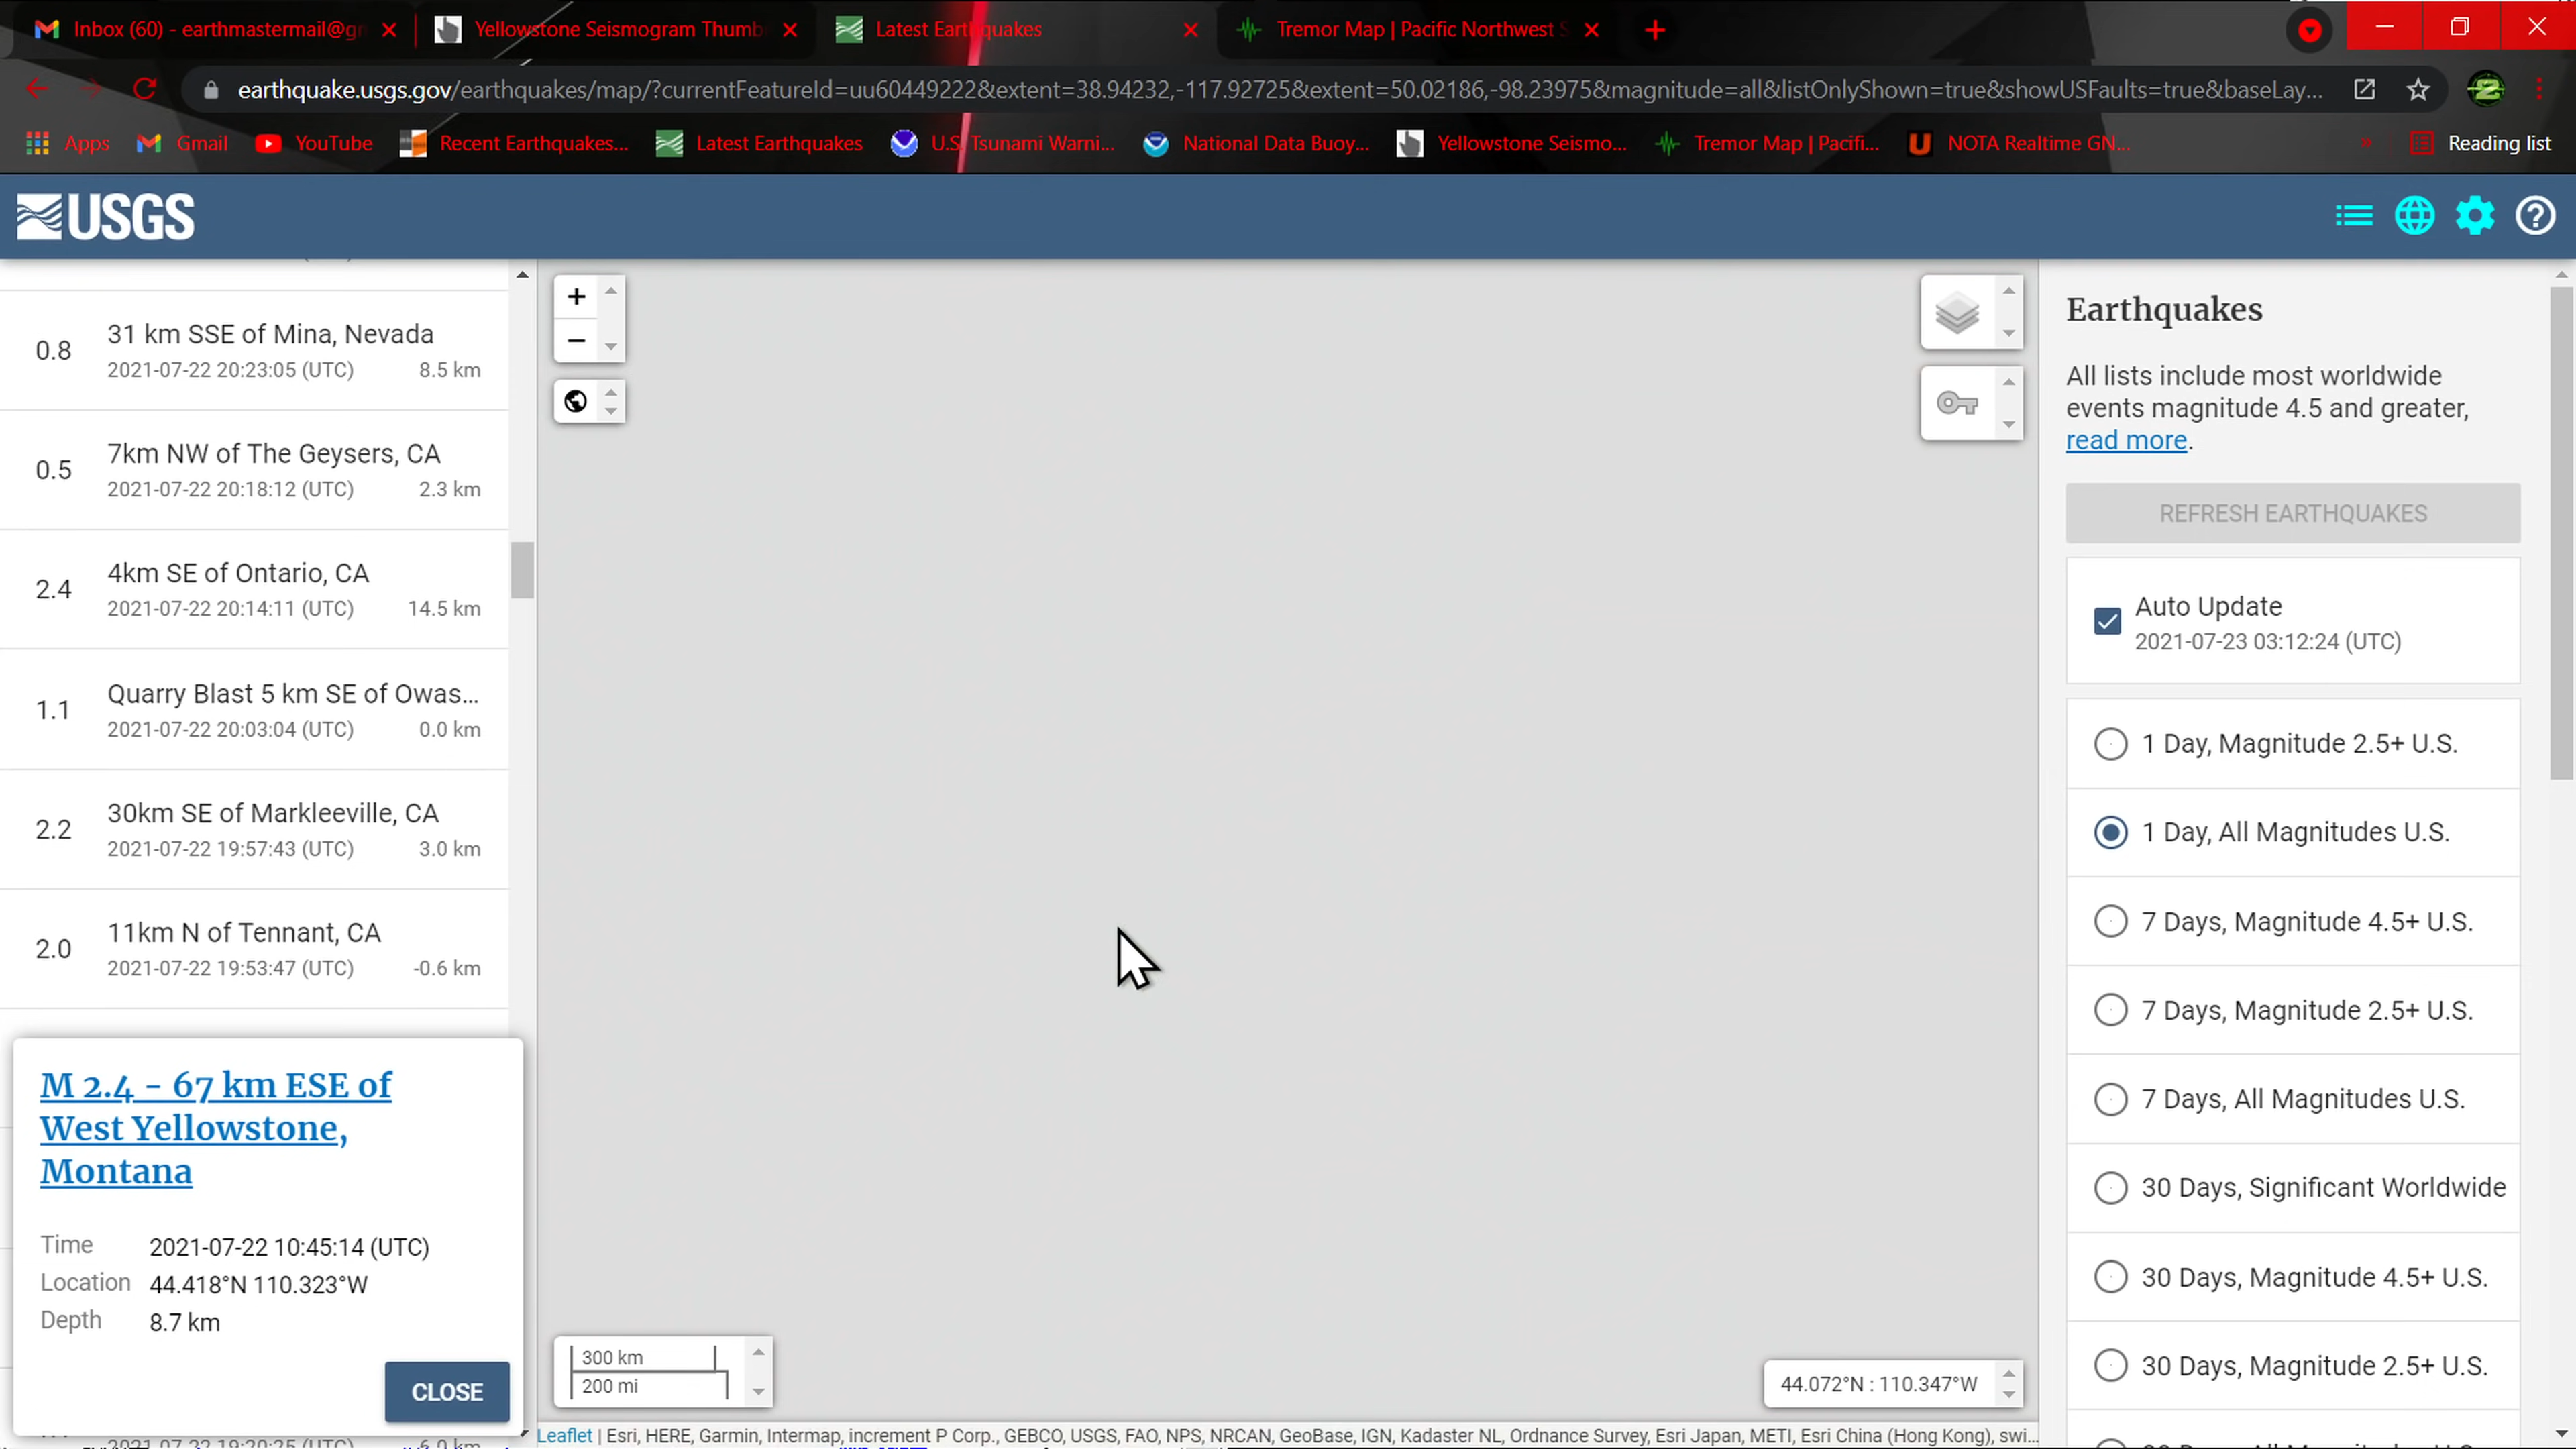 Inbox (60) - earthmastermail@gm
Yellowstone Seismogram Thumb
Latest Earthquakes
Tremor Map | Pacific Northwest S
earthquake.usgs.gov/earthquakes/map/?currentFeatureId=uu60449222&extent=38.94232,-117.92725&extent=50.02186,-98.23975&magnitude=all&listOnlyShown=true&showUSFaults=true&baseLay...
Apps
Gmail
YouTube
Recent Earthquakes...
Latest Earthquakes
U.S. Tsunami Warni...
National Data Buoy...
Yellowstone Seismo...
Tremor Map | Pacifi...
NOTA Realtime GN...
Reading list
USGS
0.8
31 km SSE of Mina, Nevada
2021-07-22 20:23:05 (UTC) 8.5 km
0.5
7km NW of The Geysers, CA
2021-07-22 20:18:12 (UTC) 2.3 km
2.4
4km SE of Ontario, CA
2021-07-22 20:14:11 (UTC) 14.5 km
1.1
Quarry Blast 5 km SE of Owas...
2021-07-22 20:03:04 (UTC) 0.0 km
2.2
30km SE of Markleeville, CA
2021-07-22 19:57:43 (UTC) 3.0 km
2.0
11km N of Tennant, CA
2021-07-22 19:53:47 (UTC) -0.6 km
M 2.4 - 67 km ESE of
West Yellowstone,
Montana
Time 2021-07-22 10:45:14 (UTC)
Location 44.418°N 110.323°W
Depth 8.7 km
CLOSE
2021-07-22 19:20:25 (UTC) 6.0 km
+
−
300 km
200 mi
44.072°N : 110.347°W
Leaflet | Esri, HERE, Garmin, Intermap, increment P Corp., GEBCO, USGS, FAO, NPS, NRCAN, GeoBase, IGN, Kadaster NL, Ordnance Survey, Esri Japan, METI, Esri China (Hong Kong), swi...
Earthquakes
All lists include most worldwide
events magnitude 4.5 and greater,
read more.
REFRESH EARTHQUAKES
Auto Update
2021-07-23 03:12:24 (UTC)
1 Day, Magnitude 2.5+ U.S.
1 Day, All Magnitudes U.S.
7 Days, Magnitude 4.5+ U.S.
7 Days, Magnitude 2.5+ U.S.
7 Days, All Magnitudes U.S.
30 Days, Significant Worldwide
30 Days, Magnitude 4.5+ U.S.
30 Days, Magnitude 2.5+ U.S.